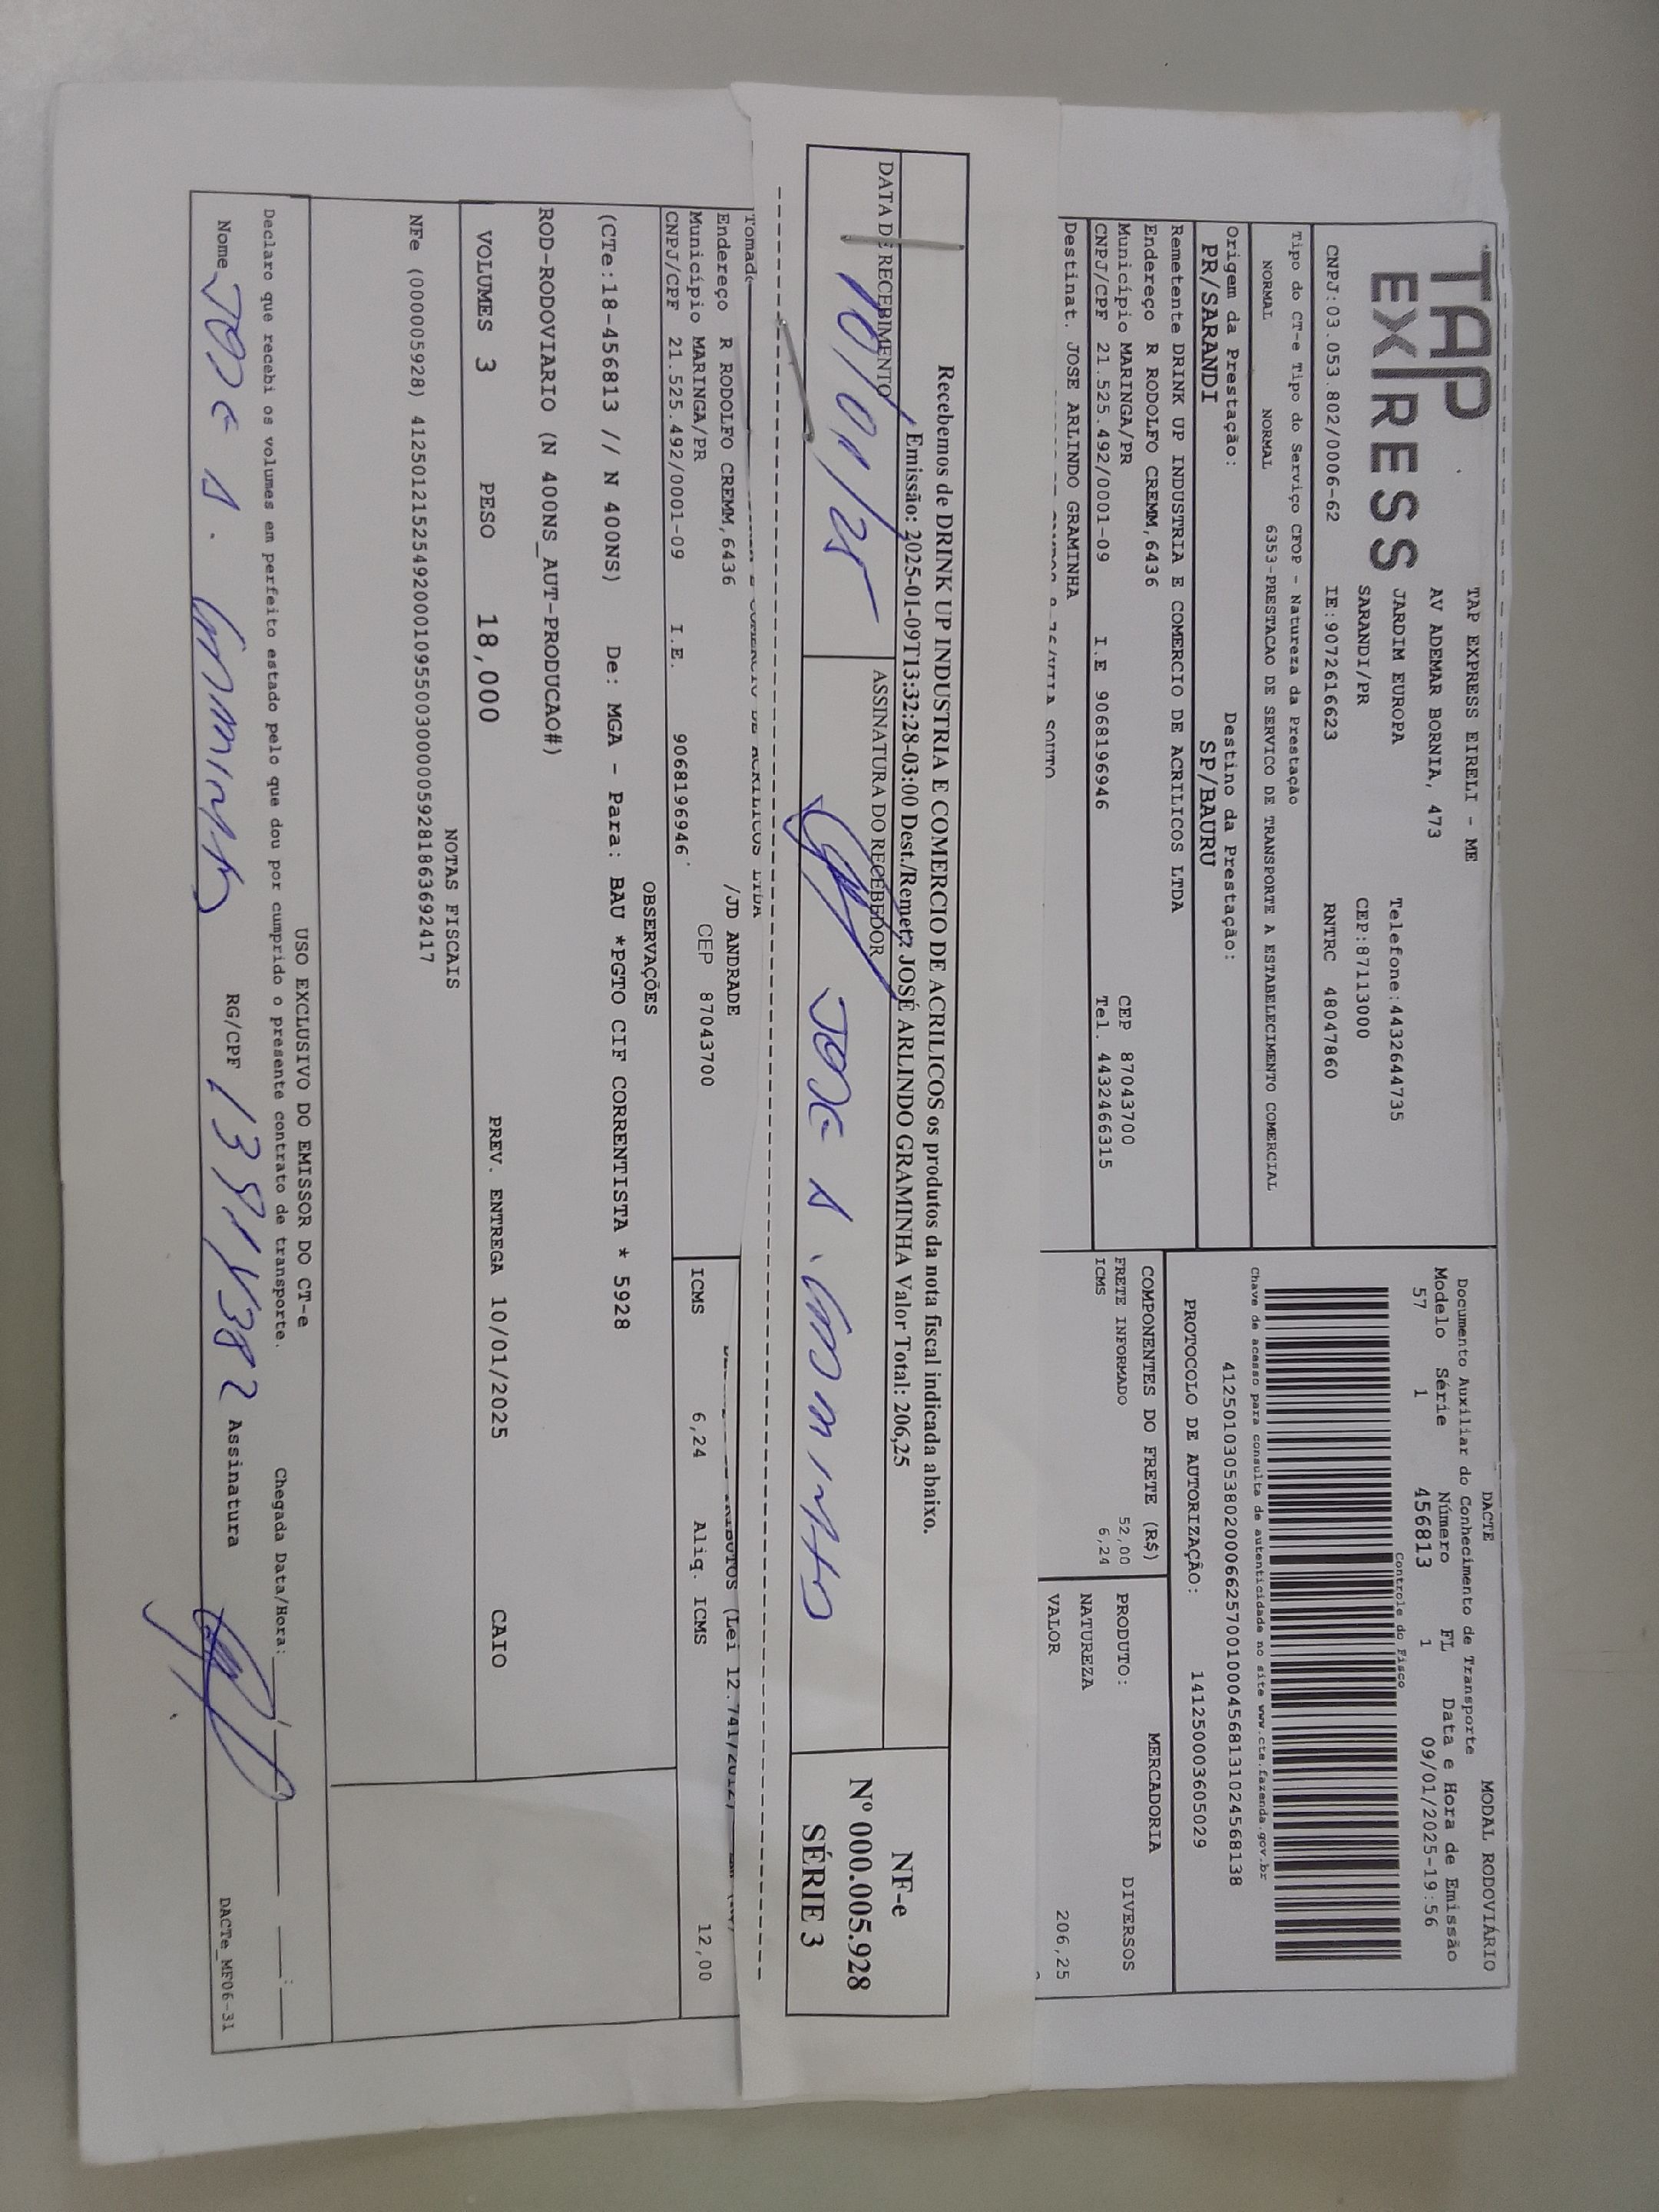 TAP
EXPRESS
TAP EXPRESS EIRELI - ME
AV ADEMAR BORNIA, 473
JARDIM EUROPA Telefone:4432644735
SARANDI/PR CEP:87113000
CNPJ:03.053.802/0006-62 IE:9072616623 RNTRC 48047860
DACTE MODAL RODOVIÁRIO
Documento Auxiliar do Conhecimento de Transporte
Modelo Série Número FL Data e Hora de Emissão
57 1 456813 1 09/01/2025-19:56
Controle do Fisco
Tipo do CT-e Tipo do Serviço CFOP - Natureza da Prestação
NORMAL NORMAL 6353-PRESTACAO DE SERVICO DE TRANSPORTE A ESTABELECIMENTO COMERCIAL
Chave de acesso para consulta de autenticidade no site www.cte.fazenda.gov.br
41250103053802000662570010004568131024568138
Origem da Prestação: Destino da Prestação:
PR/SARANDI SP/BAURU
PROTOCOLO DE AUTORIZAÇÃO: 141250003605029
Remetente DRINK UP INDUSTRIA E COMERCIO DE ACRILICOS LTDA
Endereço R RODOLFO CREMM,6436
Município MARINGA/PR CEP 87043700
CNPJ/CPF 21.525.492/0001-09 I.E 9068196946 Tel. 4432466315
Destinat. JOSE ARLINDO GRAMINHA
COMPONENTES DO FRETE (R$)
FRETE INFORMADO 52,00
ICMS 6,24
MERCADORIA
PRODUTO: DIVERSOS
NATUREZA
VALOR 206,25
Recebemos de DRINK UP INDUSTRIA E COMERCIO DE ACRILICOS os produtos da nota fiscal indicada abaixo.
Emissão: 2025-01-09T13:32:28-03:00 Dest./Remet: JOSÉ ARLINDO GRAMINHA Valor Total: 206,25
DATA DE RECEBIMENTO ASSINATURA DO RECEBEDOR
10/01/25 JOSE A. GRAMINHA
NF-e
Nº 000.005.928
SÉRIE 3
Endereço R RODOLFO CREMM,6436 /JD ANDRADE
Município MARINGA/PR CEP 87043700
CNPJ/CPF 21.525.492/0001-09 I.E. 9068196946
(Lei 12.741/2012)
ICMS 6,24 Aliq. ICMS 12,00
OBSERVAÇÕES
(CTe:18-456813 // N 400NS) De: MGA - Para: BAU *PGTO CIF CORRENTISTA * 5928
ROD-RODOVIARIO (N 400NS_AUT-PRODUCAO#)
VOLUMES 3 PESO 18,000 PREV. ENTREGA 10/01/2025 CAIO
NOTAS FISCAIS
NFe (000005928) 41250121525492000109550030000059281863692417
USO EXCLUSIVO DO EMISSOR DO CT-e
Declaro que recebi os volumes em perfeito estado pelo que dou por cumprido o presente contrato de transporte. Chegada Data/Hora:
Nome JOSE A. GRAMINHA RG/CPF Assinatura
DACTe_MF06-31